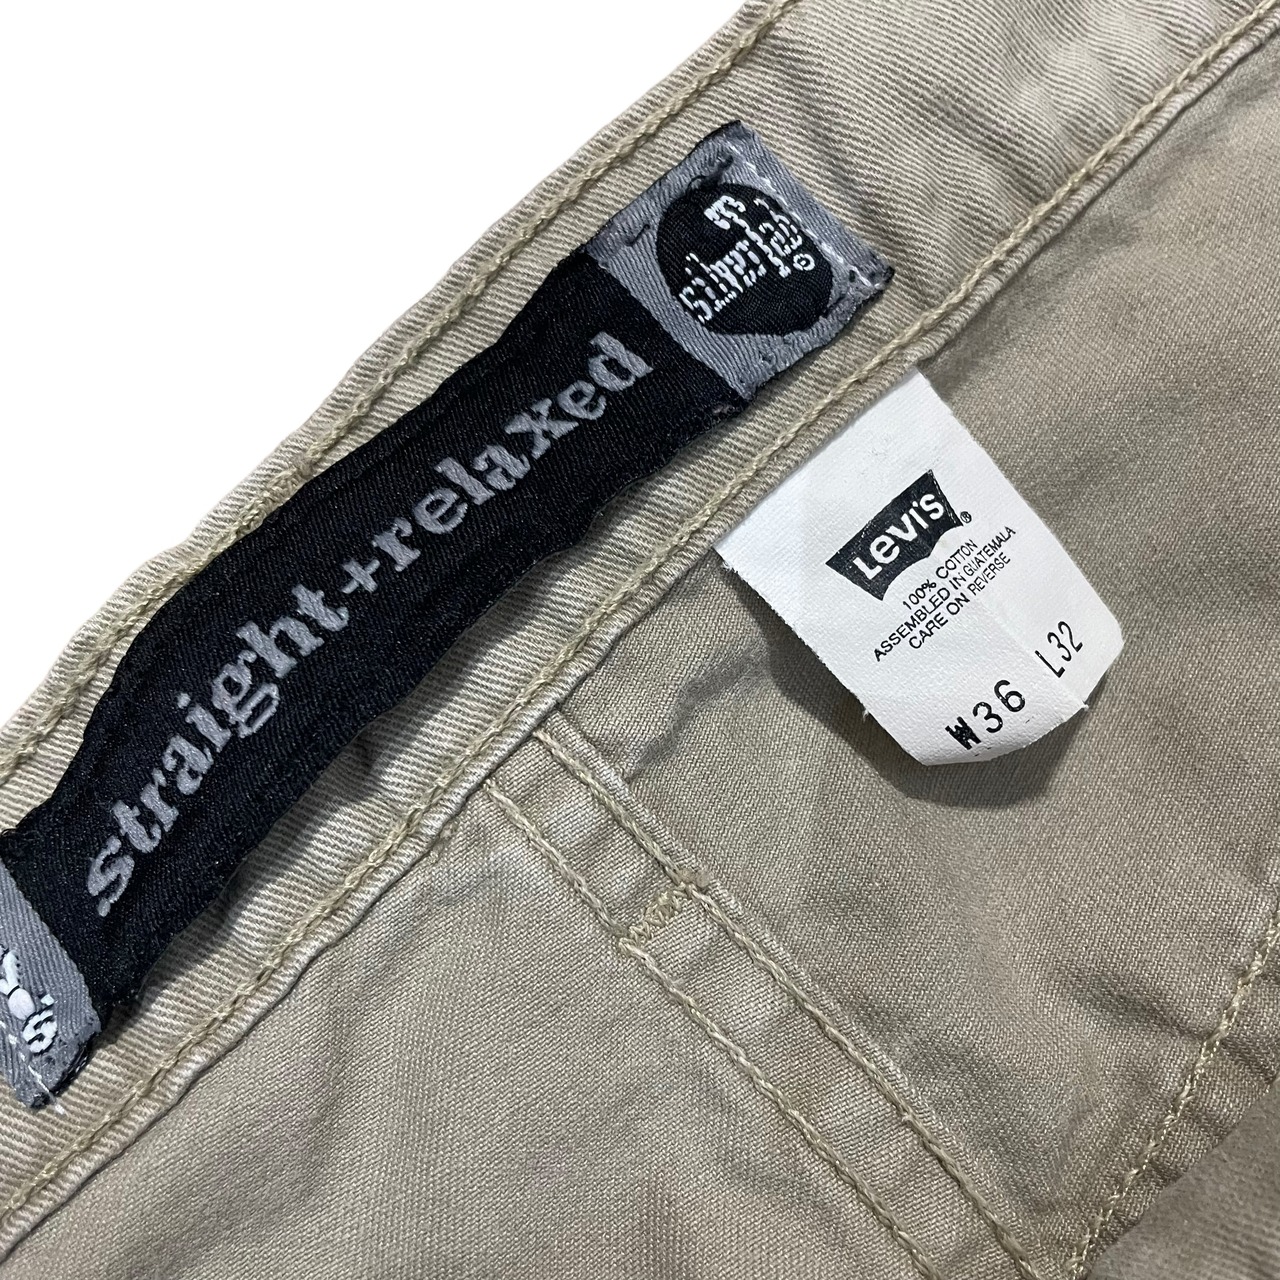 silverTab®
straight+relaxed
Levi's®
100% COTTON
ASSEMBLED IN GUATEMALA
CARE ON REVERSE
W36 L32